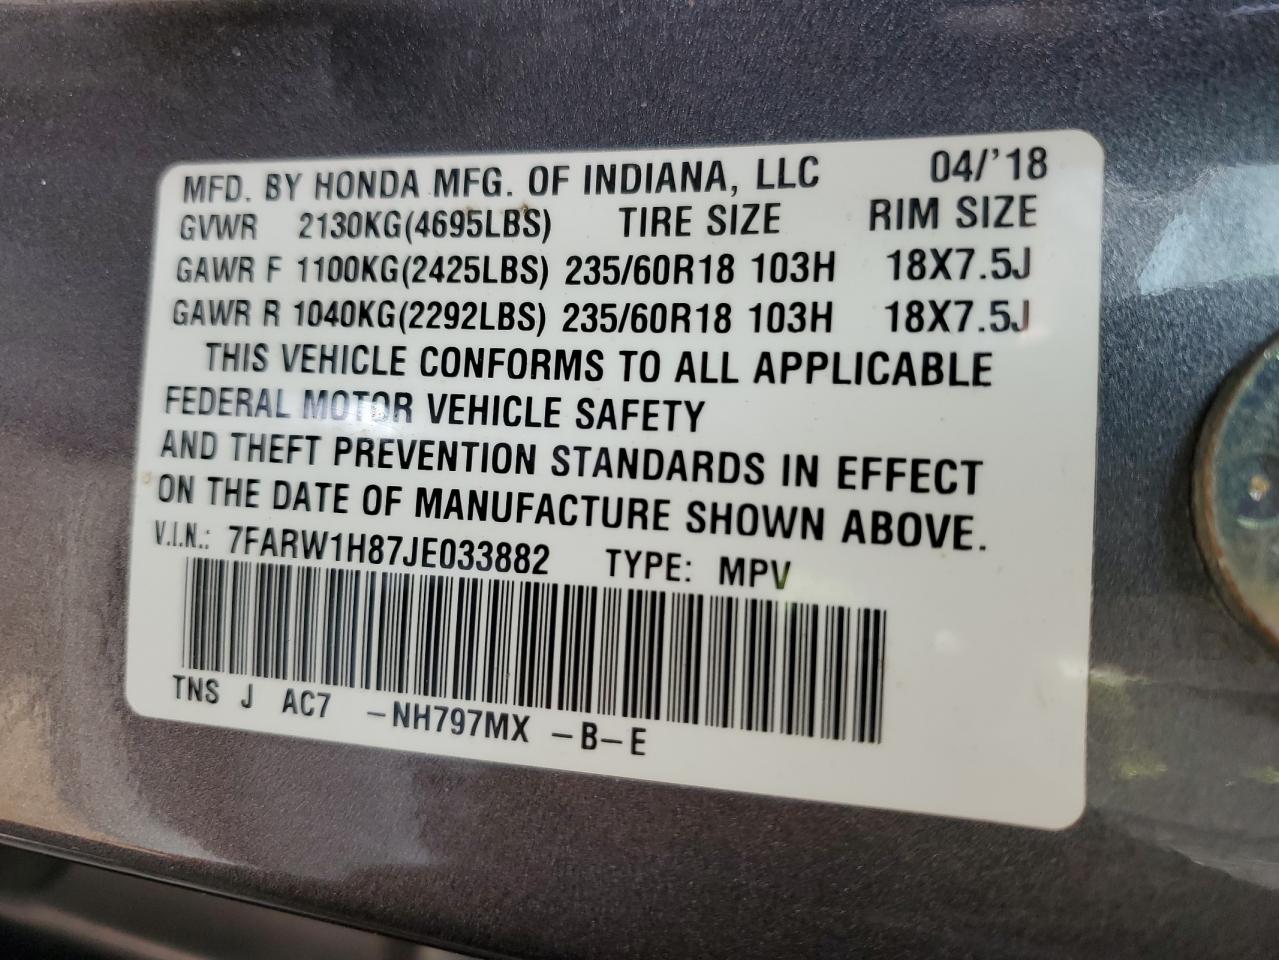 MFD. BY HONDA MFG. OF INDIANA, LLC 04/'18
GVWR 2130KG(4695LBS) TIRE SIZE RIM SIZE
GAWR F 1100KG(2425LBS) 235/60R18 103H 18X7.5J
GAWR R 1040KG(2292LBS) 235/60R18 103H 18X7.5J
THIS VEHICLE CONFORMS TO ALL APPLICABLE
FEDERAL MOTOR VEHICLE SAFETY
AND THEFT PREVENTION STANDARDS IN EFFECT
ON THE DATE OF MANUFACTURE SHOWN ABOVE.
V.I.N.: 7FARW1H87JE033882 TYPE: MPV
TNS J AC7 -NH797MX -B-E